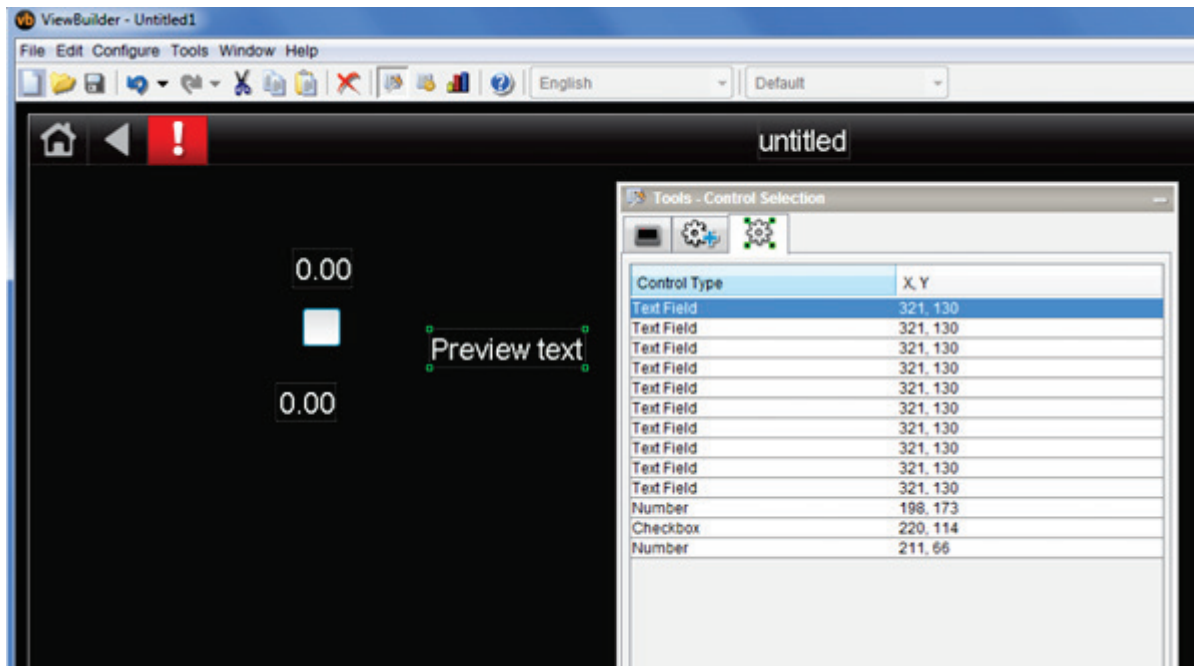 vb ViewBuilder - Untitled1
File Edit Configure Tools Window Help
English Default
! untitled
Tools - Control Selection
0.00
Control Type X, Y
Text Field 321, 130
Text Field 321, 130
Preview text
Text Field 321, 130
Text Field 321, 130
Text Field 321, 130
0.00
Text Field 321, 130
Text Field 321, 130
Text Field 321, 130
Text Field 321, 130
Text Field 321, 130
Number 198, 173
Checkbox 220, 114
Number 211, 66